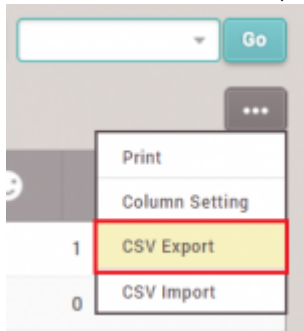 Go
...
Print
Column Setting
CSV Export
1
CSV Import
0